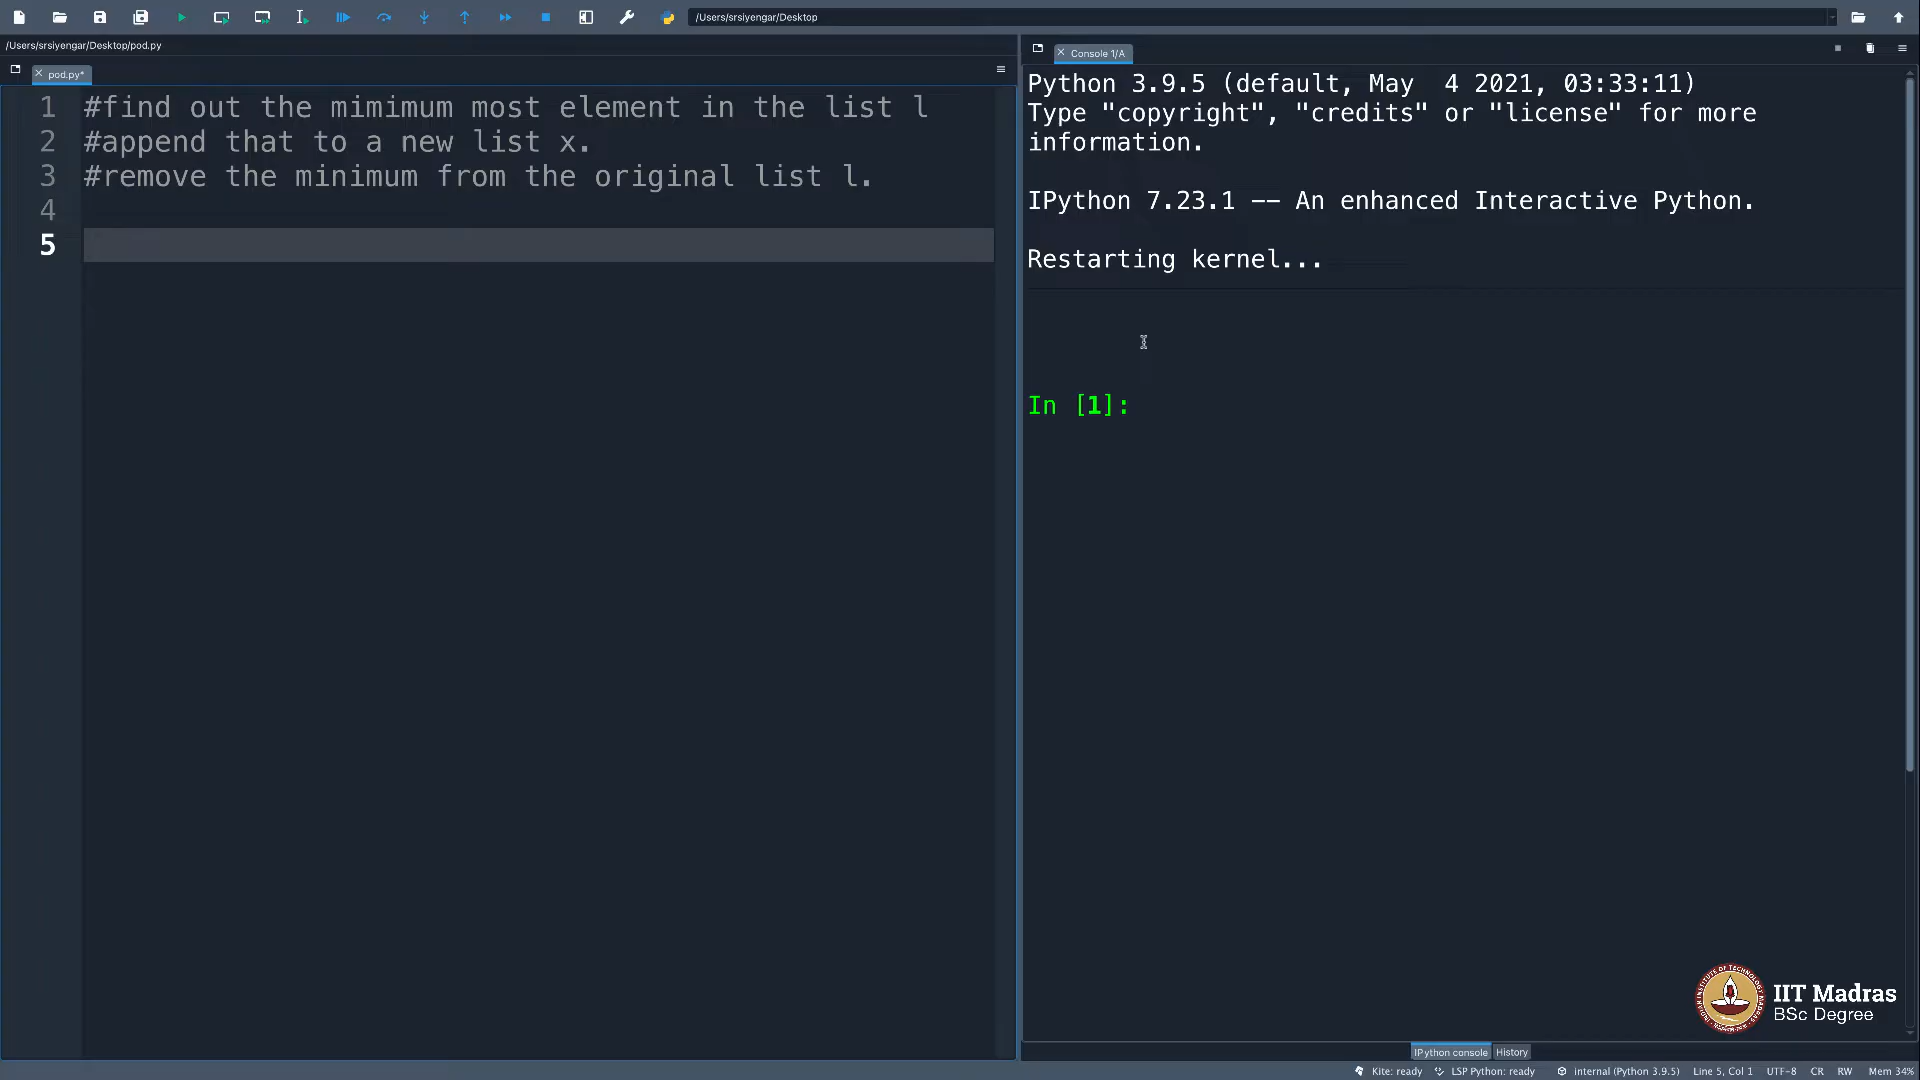 /Users/srsiyengar/Desktop
/Users/srsiyengar/Desktop/pod.py
pod.py*
1 #find out the mimimum most element in the list l
2 #append that to a new list x.
3 #remove the minimum from the original list l.
4
5
Console 1/A
Python 3.9.5 (default, May  4 2021, 03:33:11)
Type "copyright", "credits" or "license" for more
information.
IPython 7.23.1 -- An enhanced Interactive Python.
Restarting kernel...
In [1]:
IIT Madras
BSc Degree
IPython console History
Kite: ready LSP Python: ready internal (Python 3.9.5) Line 5, Col 1 UTF-8 CR RW Mem 34%